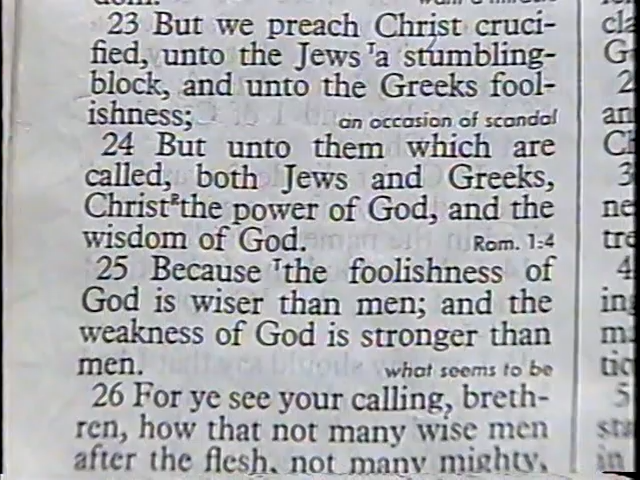 23 But we preach Christ cruci-
fied, unto the Jews ᵀa stumbling-
block, and unto the Greeks fool-
ishness; an occasion of scandal
24 But unto them which are
called, both Jews and Greeks,
Christᴿthe power of God, and the
wisdom of God. Rom. 1:4
25 Because ᵀthe foolishness of
God is wiser than men; and the
weakness of God is stronger than
men. what seems to be
26 For ye see your calling, breth-
ren, how that not many wise men
after the flesh, not many mighty,